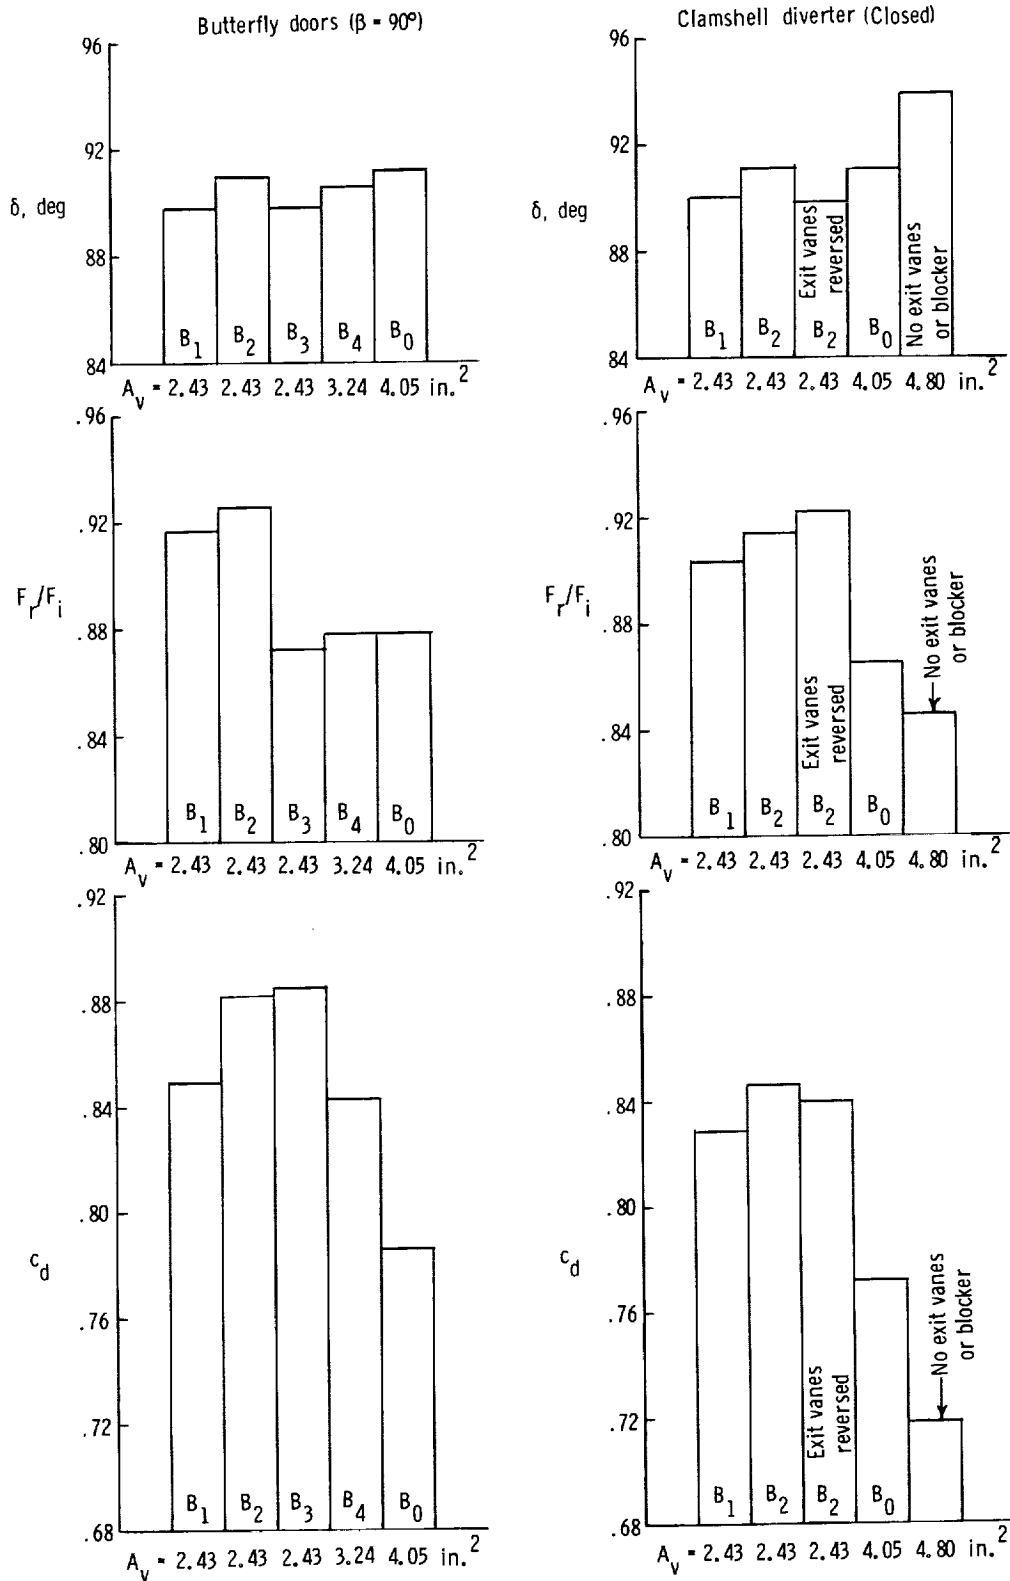 Butterfly doors (β = 90°)
96
92
δ, deg
88
84
B1 B2 B3 B4 B0
Av = 2.43 2.43 2.43 3.24 4.05 in.2
.96
.92
Fr/Fi
.88
.84
.80
B1 B2 B3 B4 B0
Av = 2.43 2.43 2.43 3.24 4.05 in.2
.92
.88
.84
.80
cd
.76
.72
.68
B1 B2 B3 B4 B0
Av = 2.43 2.43 2.43 3.24 4.05 in.2
Clamshell diverter (Closed)
96
92
δ, deg
88
84
Exit vanes
reversed
No exit vanes
or blocker
B1 B2 B2 B0
Av = 2.43 2.43 2.43 4.05 4.80 in.2
.96
.92
Fr/Fi
.88
.84
.80
Exit vanes
reversed
No exit vanes
or blocker
B1 B2 B2 B0
Av = 2.43 2.43 2.43 4.05 4.80 in.2
.92
.88
.84
.80
cd
.76
.72
.68
Exit vanes
reversed
No exit vanes
or blocker
B1 B2 B2 B0
Av = 2.43 2.43 2.43 4.05 4.80 in.2